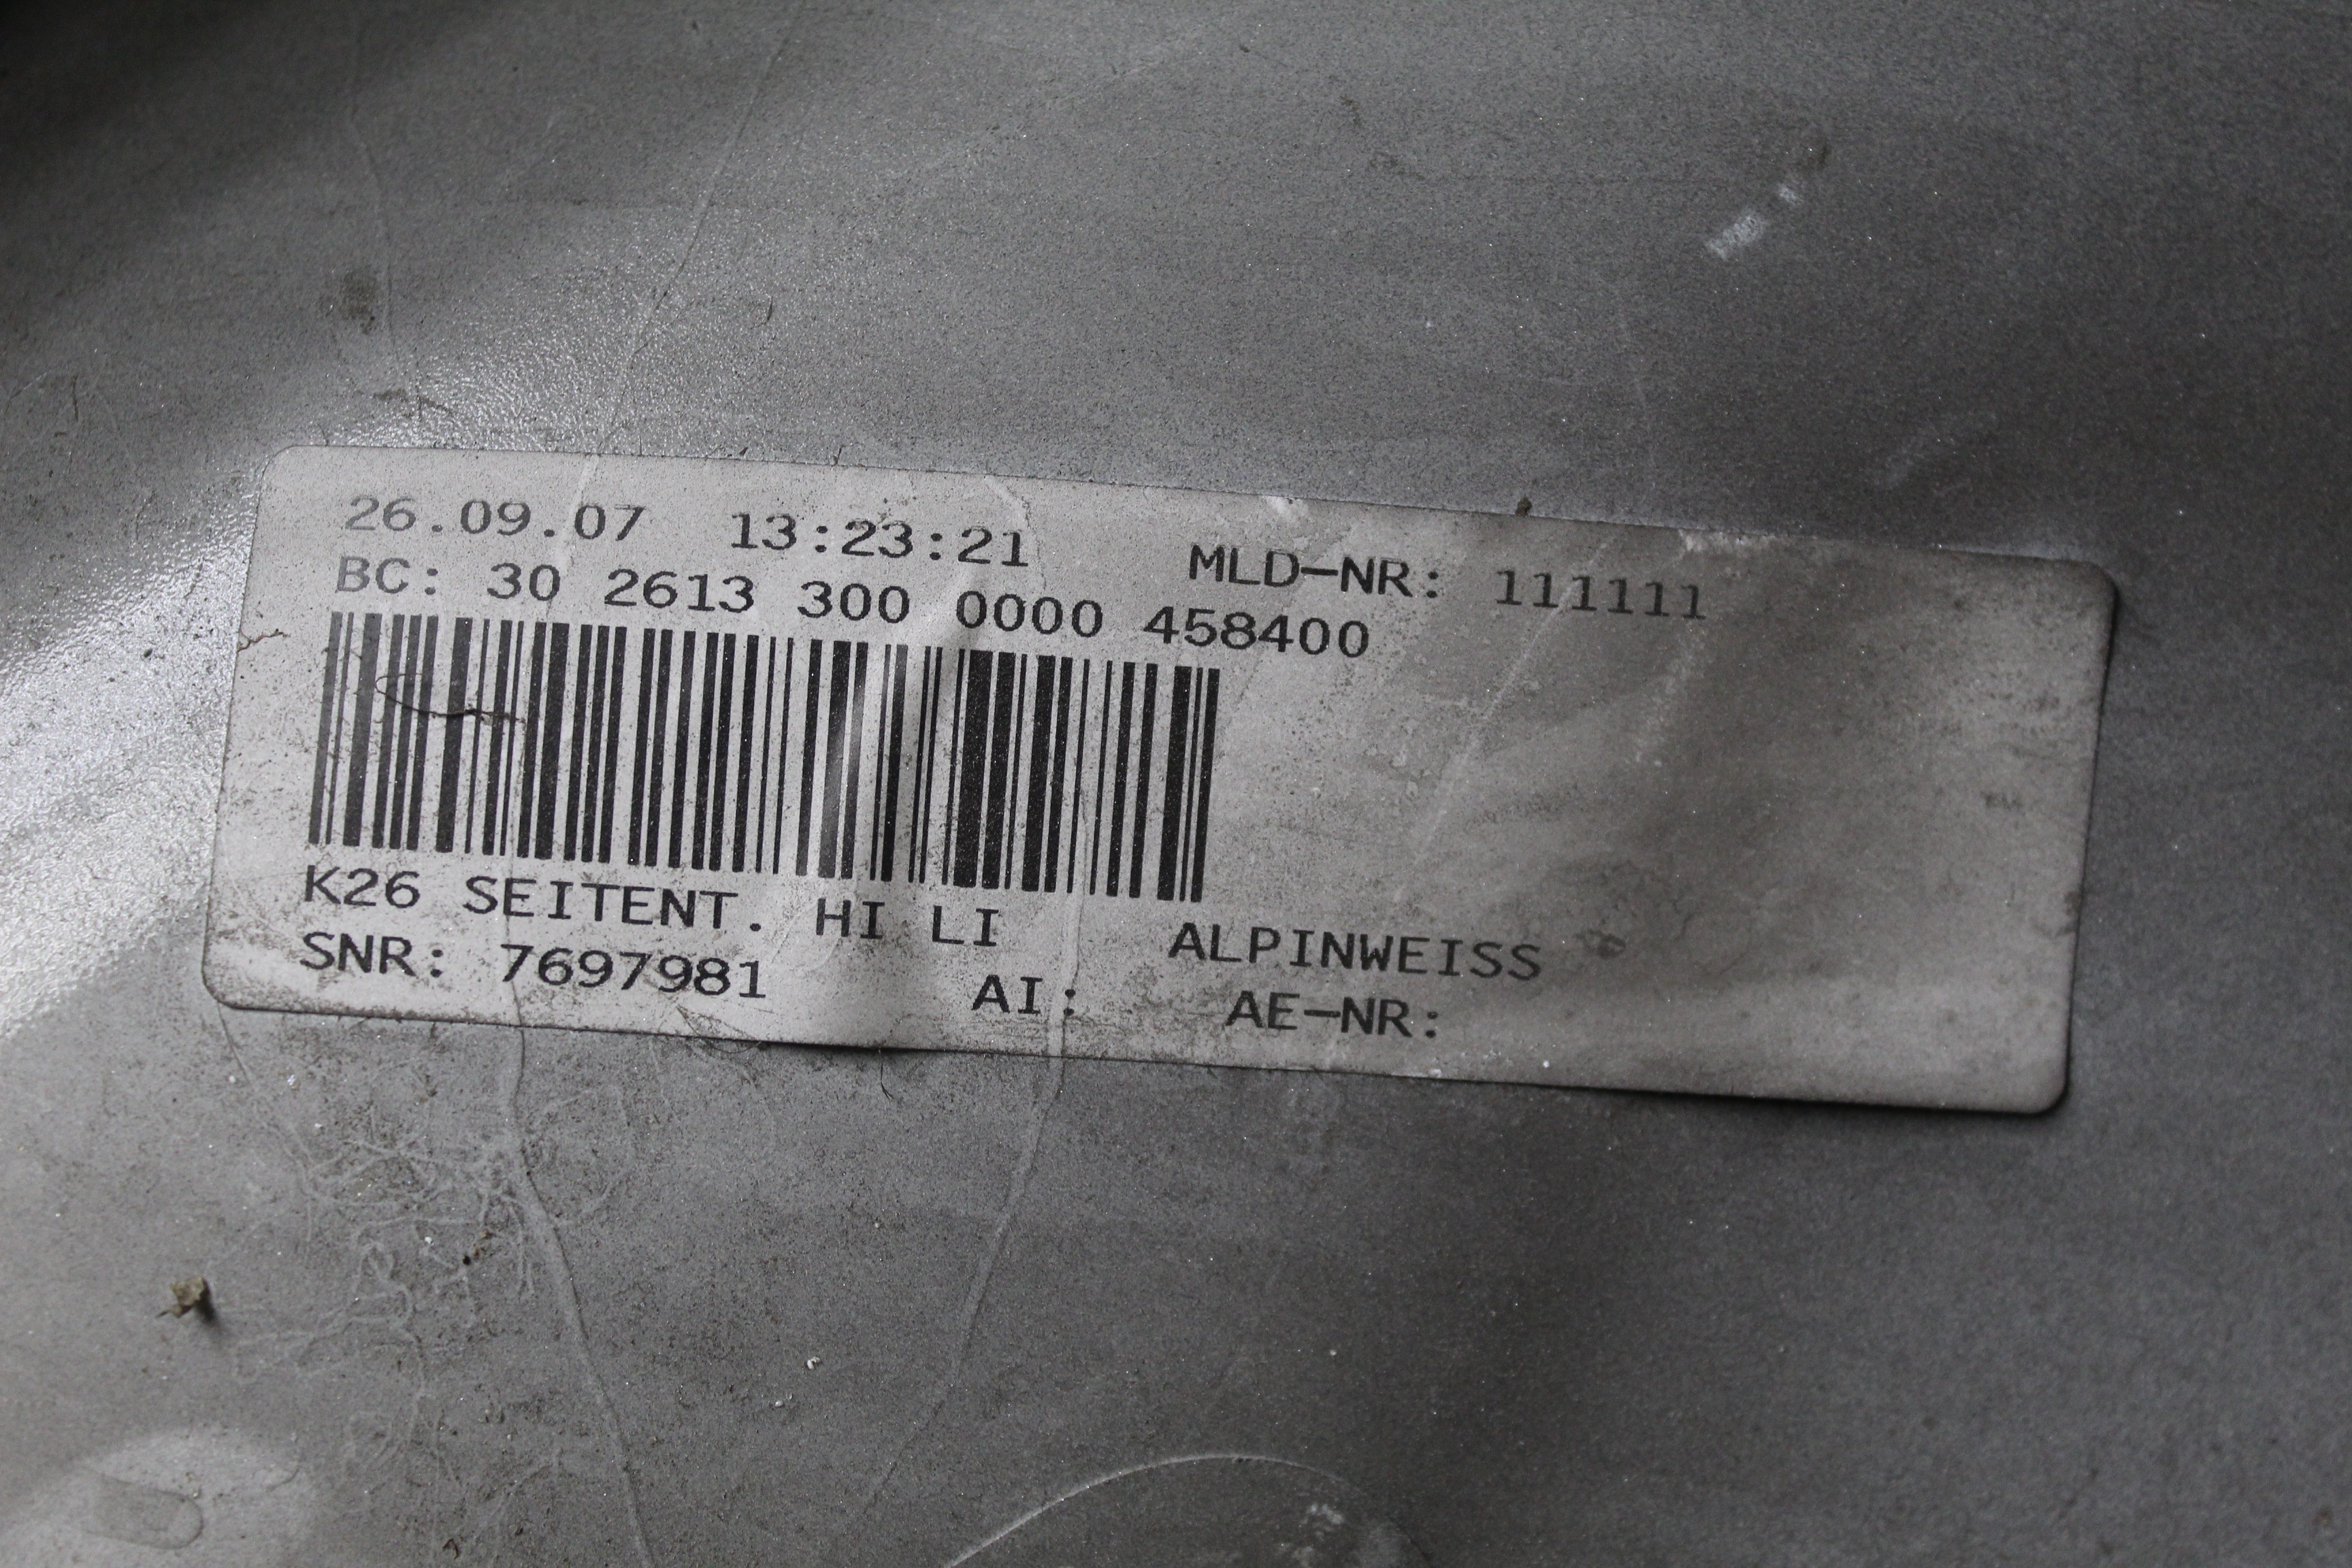 26.09.07 13:23:21 MLD-NR: 111111
BC: 30 2613 300 0000 458400
K26 SEITENT. HI LI ALPINWEISS
SNR: 7697981 AI: AE-NR: